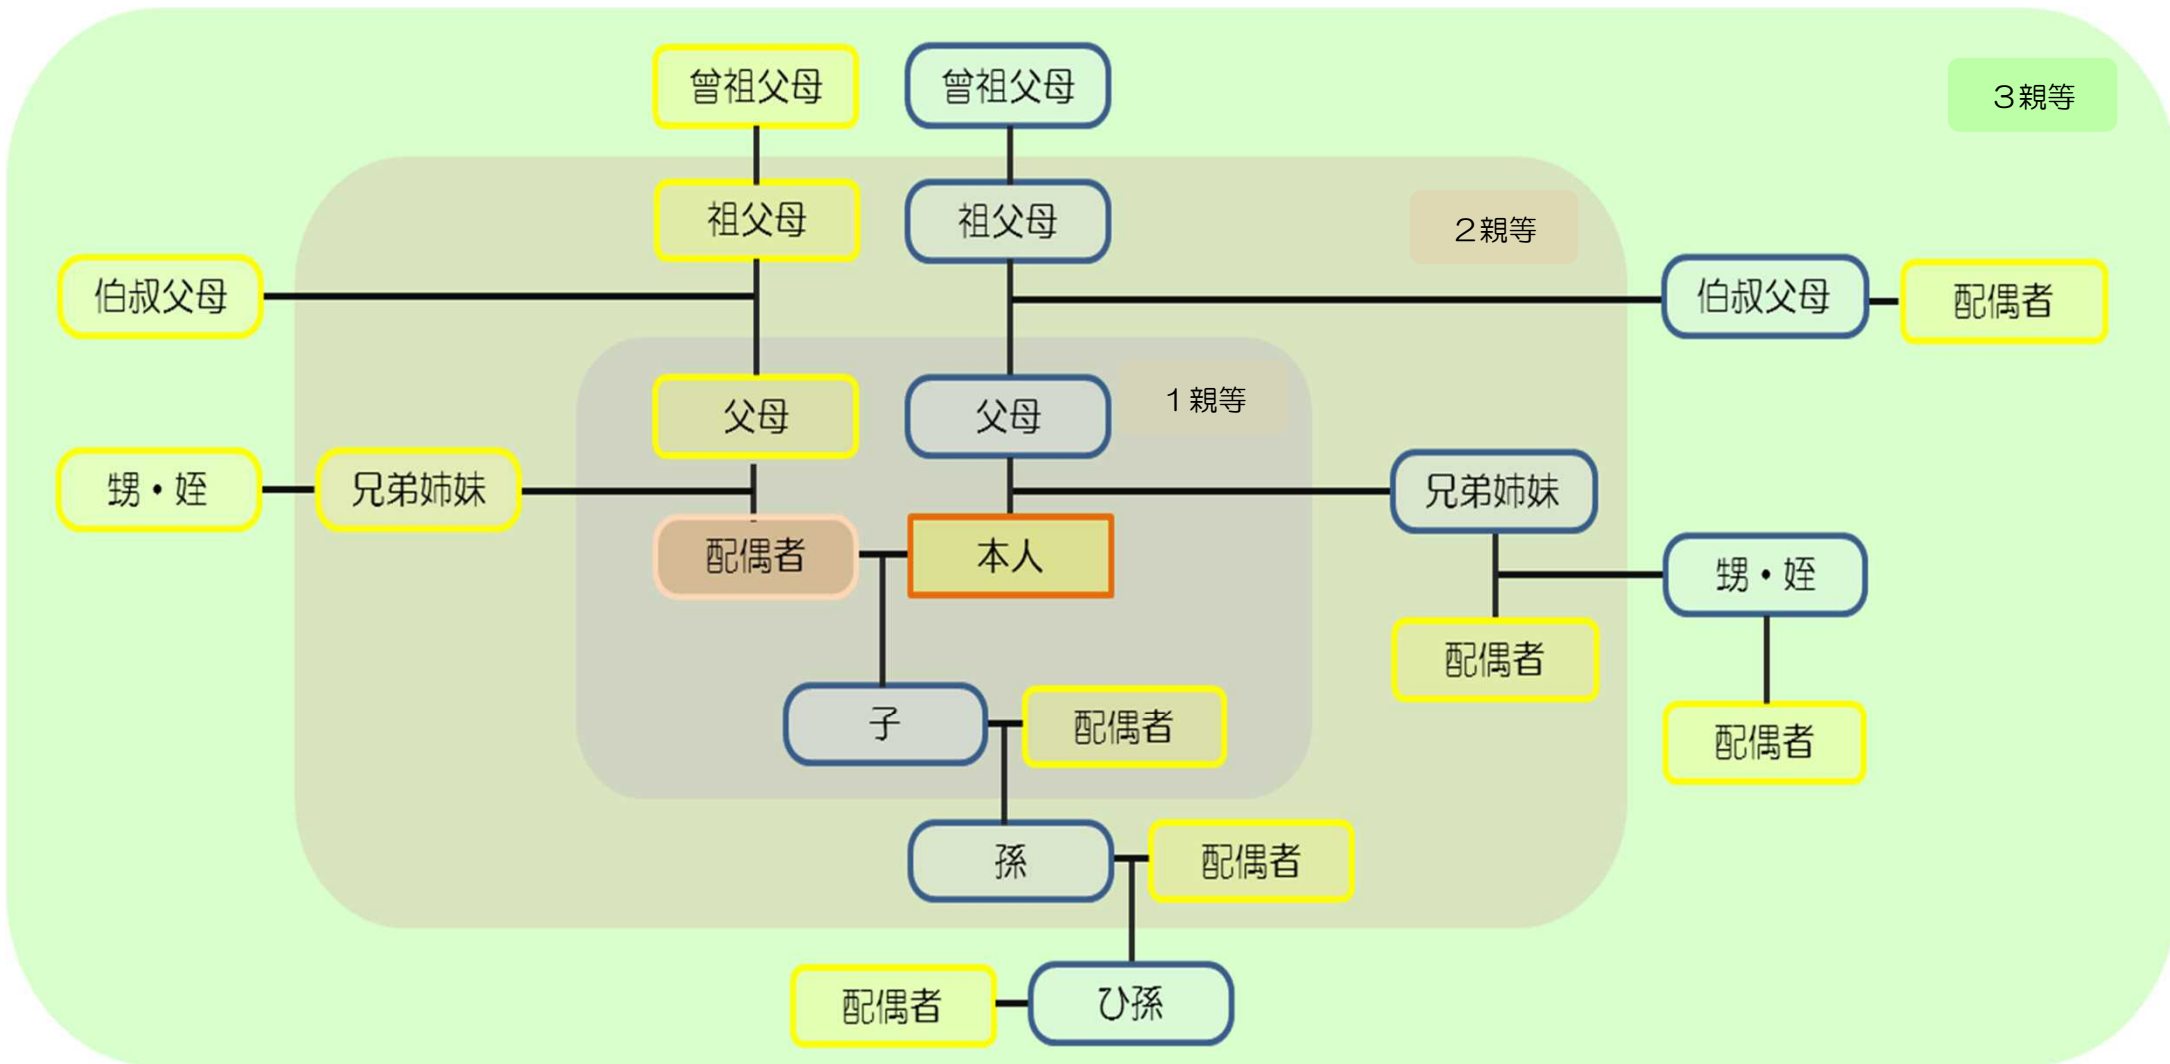 曾祖父母
曾祖父母
３親等
祖父母
祖父母
２親等
伯叔父母
伯叔父母
配偶者
父母
父母
１親等
甥・姪
兄弟姉妹
兄弟姉妹
配偶者
本人
甥・姪
配偶者
子
配偶者
配偶者
孫
配偶者
配偶者
ひ孫